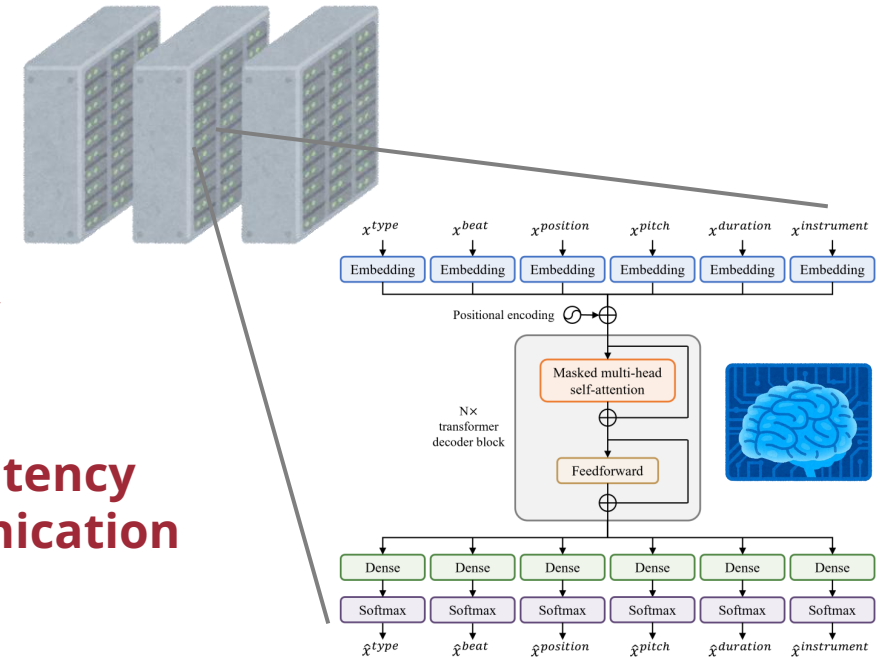 x^type x^beat x^position x^pitch x^duration x^instrument
Embedding Embedding Embedding Embedding Embedding Embedding
Positional encoding
Masked multi-head
self-attention
N×
transformer
decoder block
Feedforward
tency
nication
Dense Dense Dense Dense Dense Dense
Softmax Softmax Softmax Softmax Softmax Softmax
x̂^type x̂^beat x̂^position x̂^pitch x̂^duration x̂^instrument